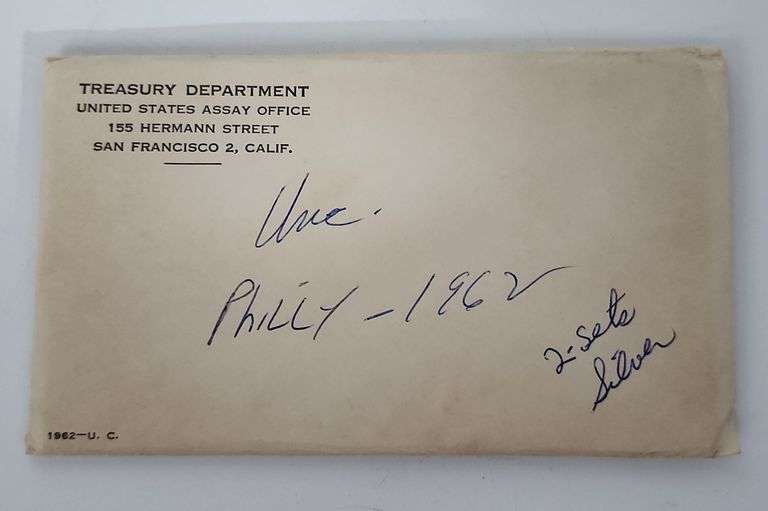 TREASURY DEPARTMENT
UNITED STATES ASSAY OFFICE
155 HERMANN STREET
SAN FRANCISCO 2, CALIF.
Unc.
PHILLY - 1962
2-Sets
Silver
1962-U. C.